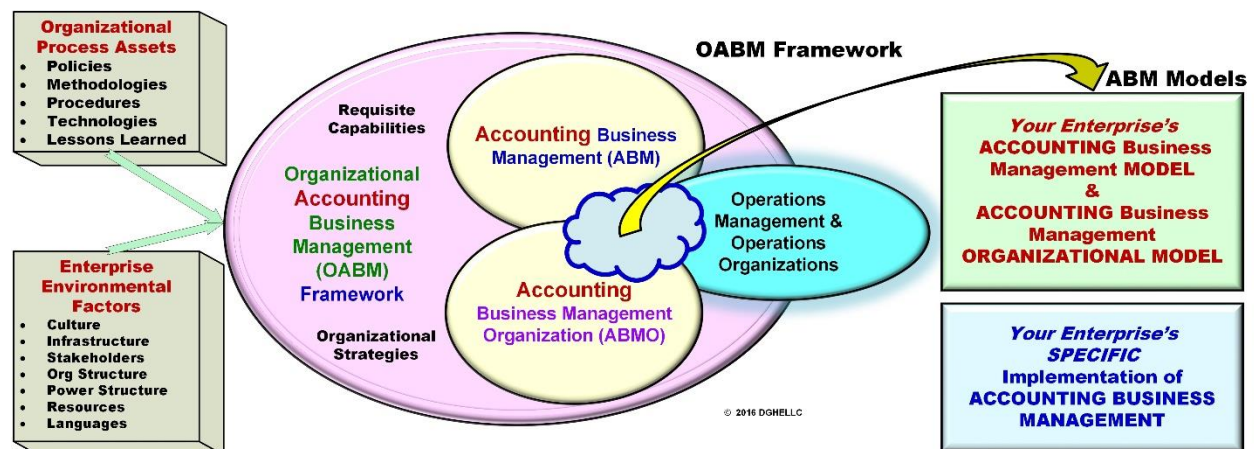 Organizational
Process Assets
• Policies
• Methodologies
• Procedures
• Technologies
• Lessons Learned
Enterprise
Environmental
Factors
• Culture
• Infrastructure
• Stakeholders
• Org Structure
• Power Structure
• Resources
• Languages
Requisite
Capabilities
Organizational
Accounting
Business
Management
(OABM)
Framework
Organizational
Strategies
Accounting Business
Management (ABM)
Accounting
Business Management
Organization (ABMO)
Operations
Management &
Operations
Organizations
OABM Framework
© 2016 DGHELLC
ABM Models
Your Enterprise's
ACCOUNTING Business
Management MODEL
&
ACCOUNTING Business
Management
ORGANIZATIONAL MODEL
Your Enterprise's
SPECIFIC
Implementation of
ACCOUNTING BUSINESS
MANAGEMENT